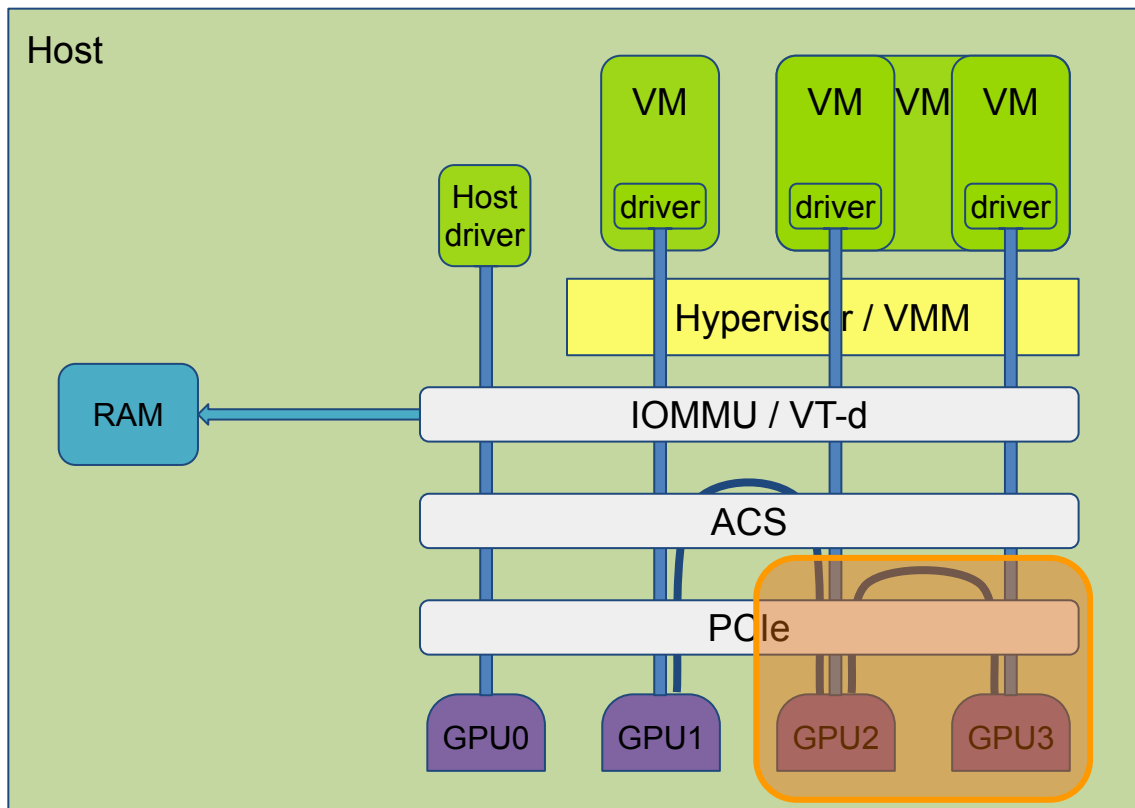 Host
VM
VM
VM
VM
Host
driver
driver
driver
driver
Hypervisor / VMM
RAM
IOMMU / VT-d
ACS
PCIe
GPU0
GPU1
GPU2
GPU3